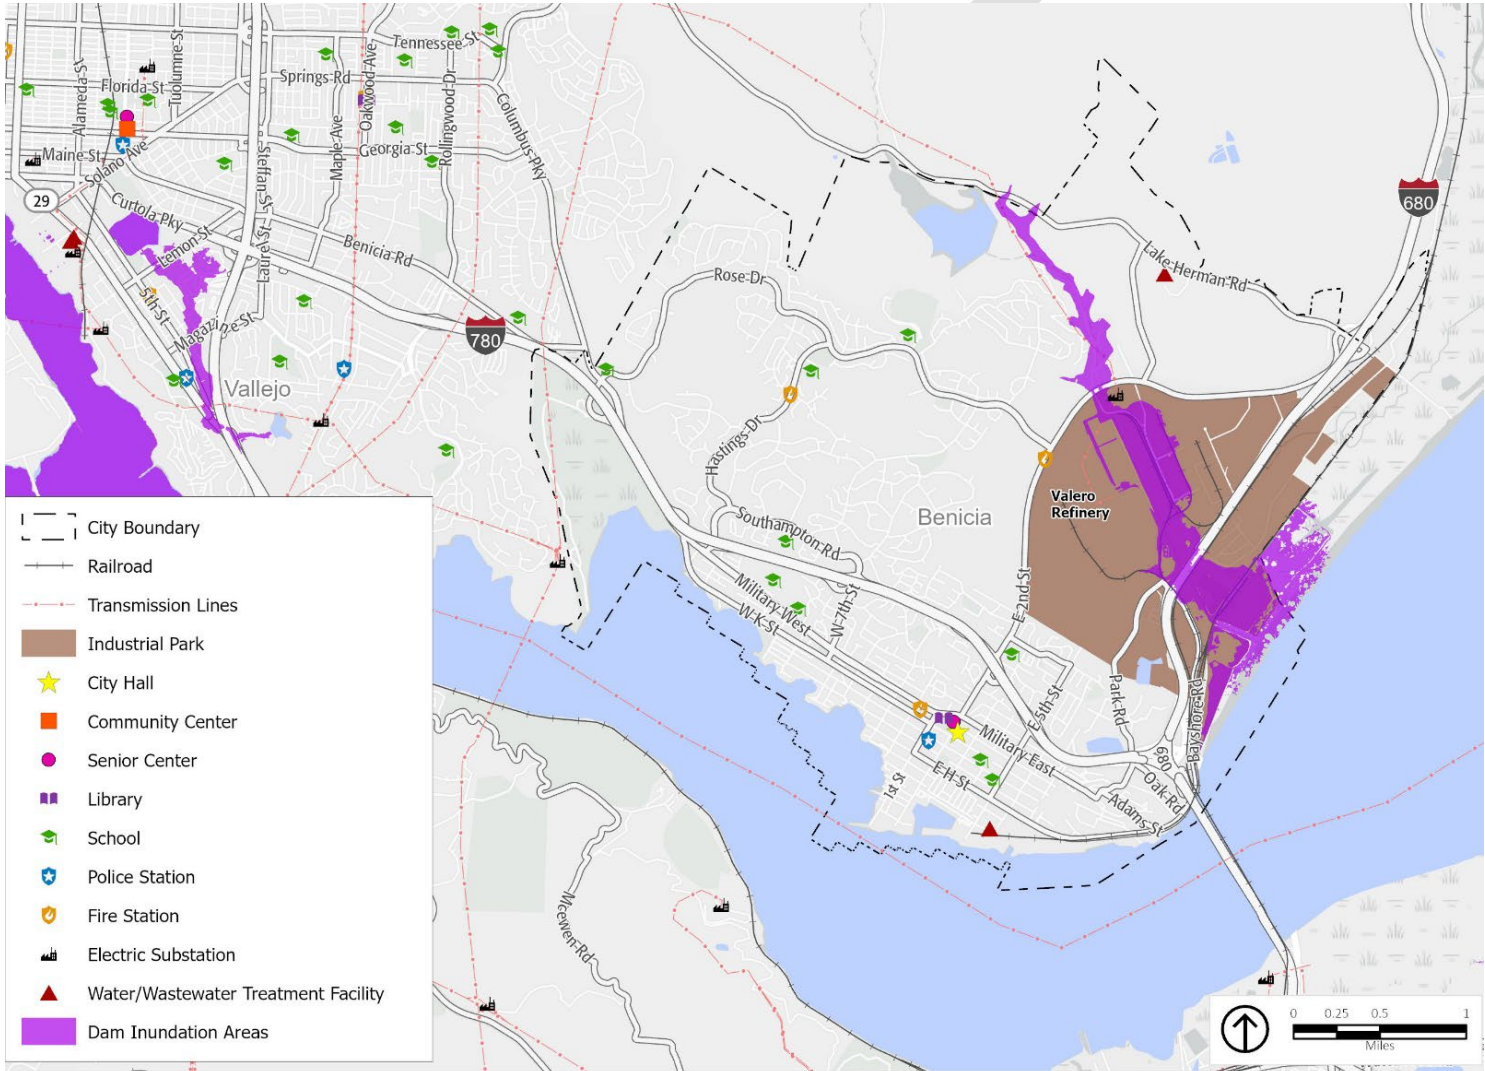 Tennessee St
Springs Rd
Florida St
Tuolumne St
Alameda St
Oakwood Ave
Rollingwood Dr
Columbus Pky
Maple Ave
Georgia St
Steffan St
Maine St
Solano Ave
29
Curtola Pky
Lemon St
Laurel St
Benicia Rd
5th St
Magazine St
780
Vallejo
680
Lake Herman Rd
Rose Dr
Hastings Dr
Valero
Refinery
Benicia
Southampton Rd
E 2nd St
Military West
W K St
W 7th St
E 5th St
Park Rd
Bayshore Rd
Military East
680
E H St
1st St
Oak Rd
Adams St
Mcewen Rd
City Boundary
Railroad
Transmission Lines
Industrial Park
City Hall
Community Center
Senior Center
Library
School
Police Station
Fire Station
Electric Substation
Water/Wastewater Treatment Facility
Dam Inundation Areas
0 0.25 0.5 1
Miles